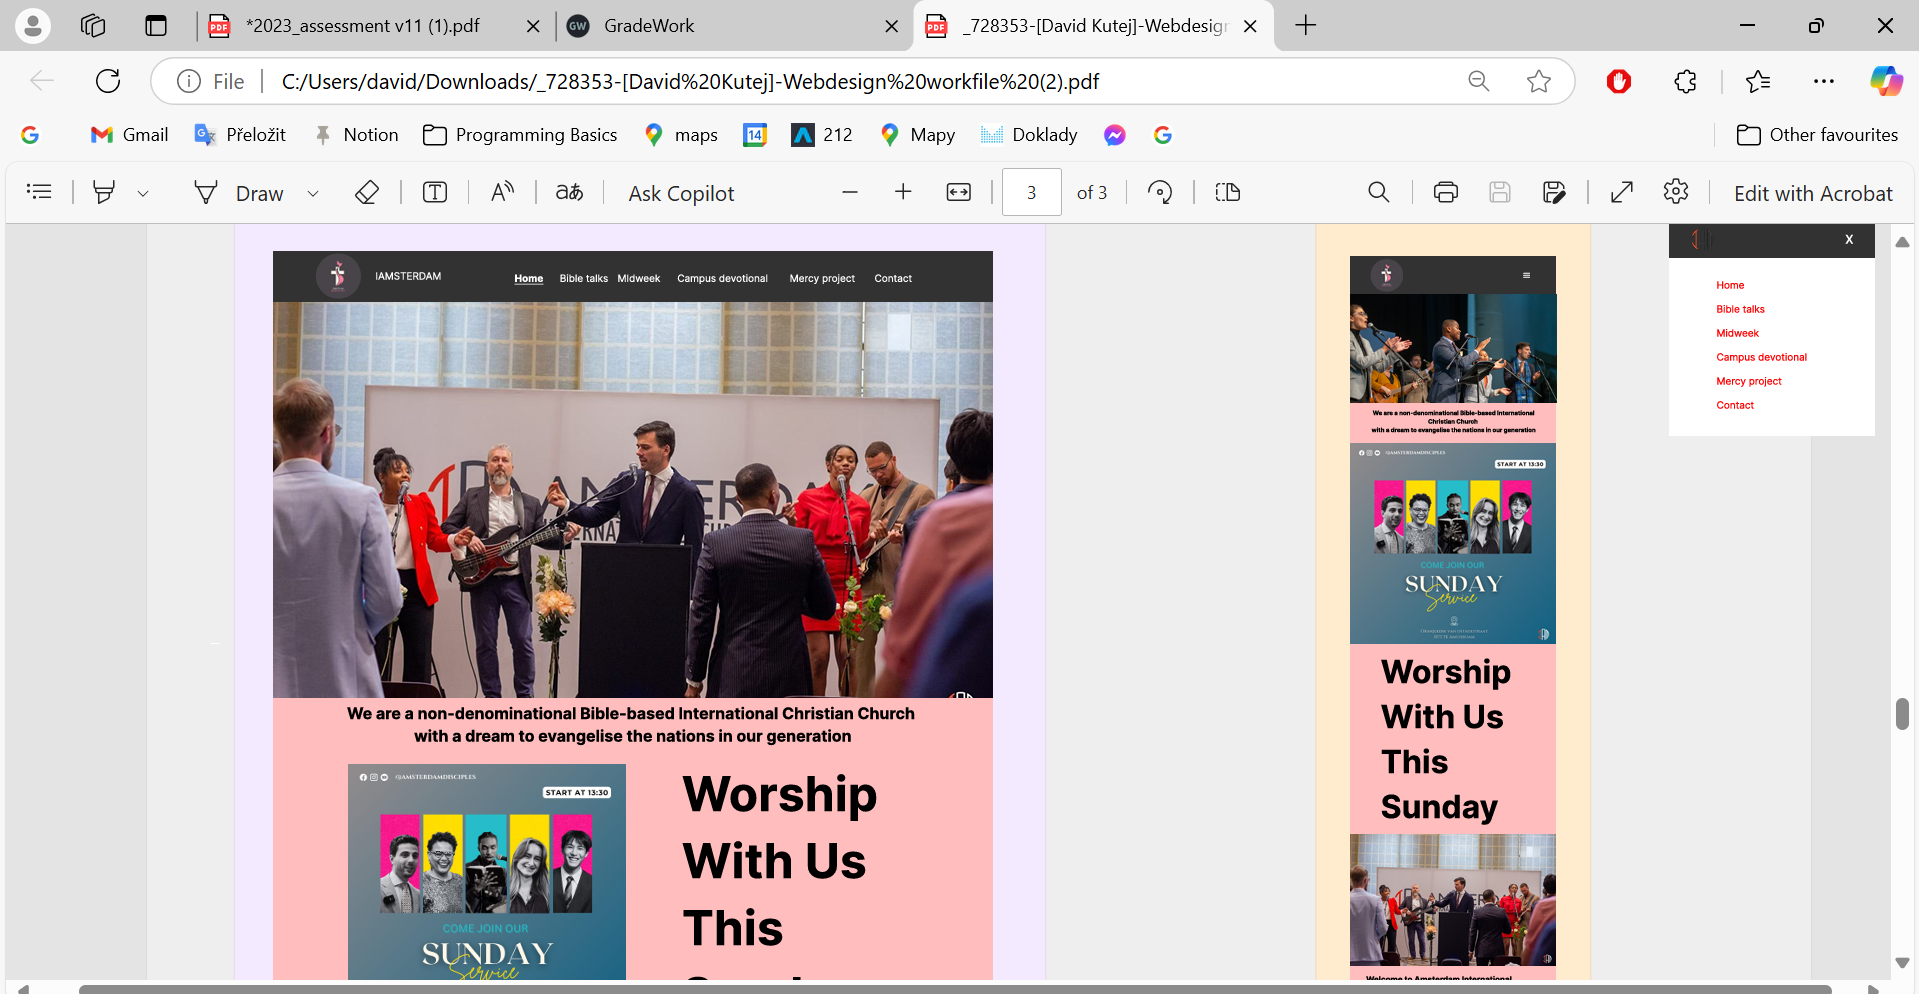 *2023_assessment v11 (1).pdf
GradeWork
_728353-[David Kutej]-Webdesign
File
C:/Users/david/Downloads/_728353-[David%20Kutej]-Webdesign%20workfile%20(2).pdf
Gmail
Přeložit
Notion
Programming Basics
maps
14
212
Mapy
Doklady
Other favourites
Draw
Ask Copilot
3
of 3
Edit with Acrobat
IAMSTERDAM
Home
Bible talks
Midweek
Campus devotional
Mercy project
Contact
We are a non-denominational Bible-based International Christian Church
with a dream to evangelise the nations in our generation
@AMSTERDAMDISCIPLES
START AT 13:30
COME JOIN OUR
SUNDAY
Service
Worship
With Us
This
We are a non-denominational Bible-based International
Christian Church
with a dream to evangelise the nations in our generation
@AMSTERDAMDISCIPLES
START AT 13:30
COME JOIN OUR
SUNDAY
Service
Worship
With Us
This
Sunday
Welcome to Amsterdam International
X
Home
Bible talks
Midweek
Campus devotional
Mercy project
Contact